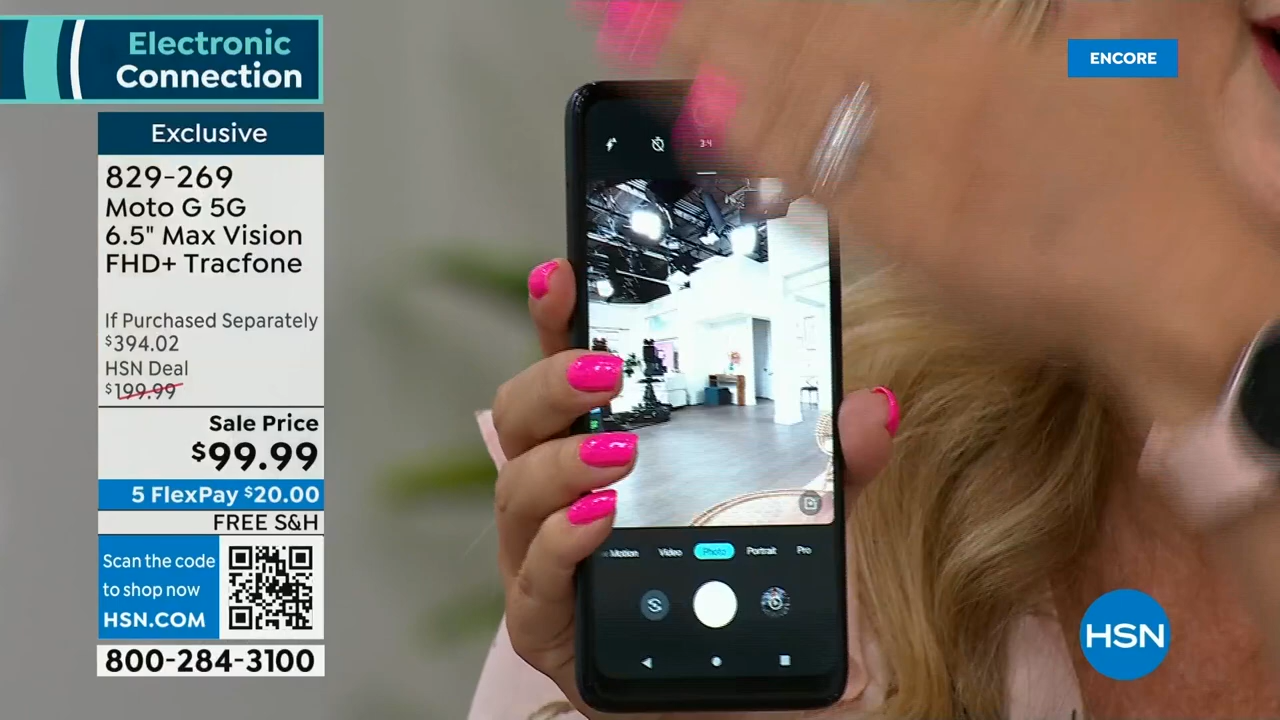 Electronic
Connection
ENCORE
Exclusive
829-269
Moto G 5G
6.5" Max Vision
FHD+ Tracfone
If Purchased Separately
$394.02
HSN Deal
$199.99
Sale Price
$99.99
5 FlexPay $20.00
FREE S&H
Scan the code
to shop now
HSN.COM
800-284-3100
3:4
Motion Video Photo Portrait Pro
HSN